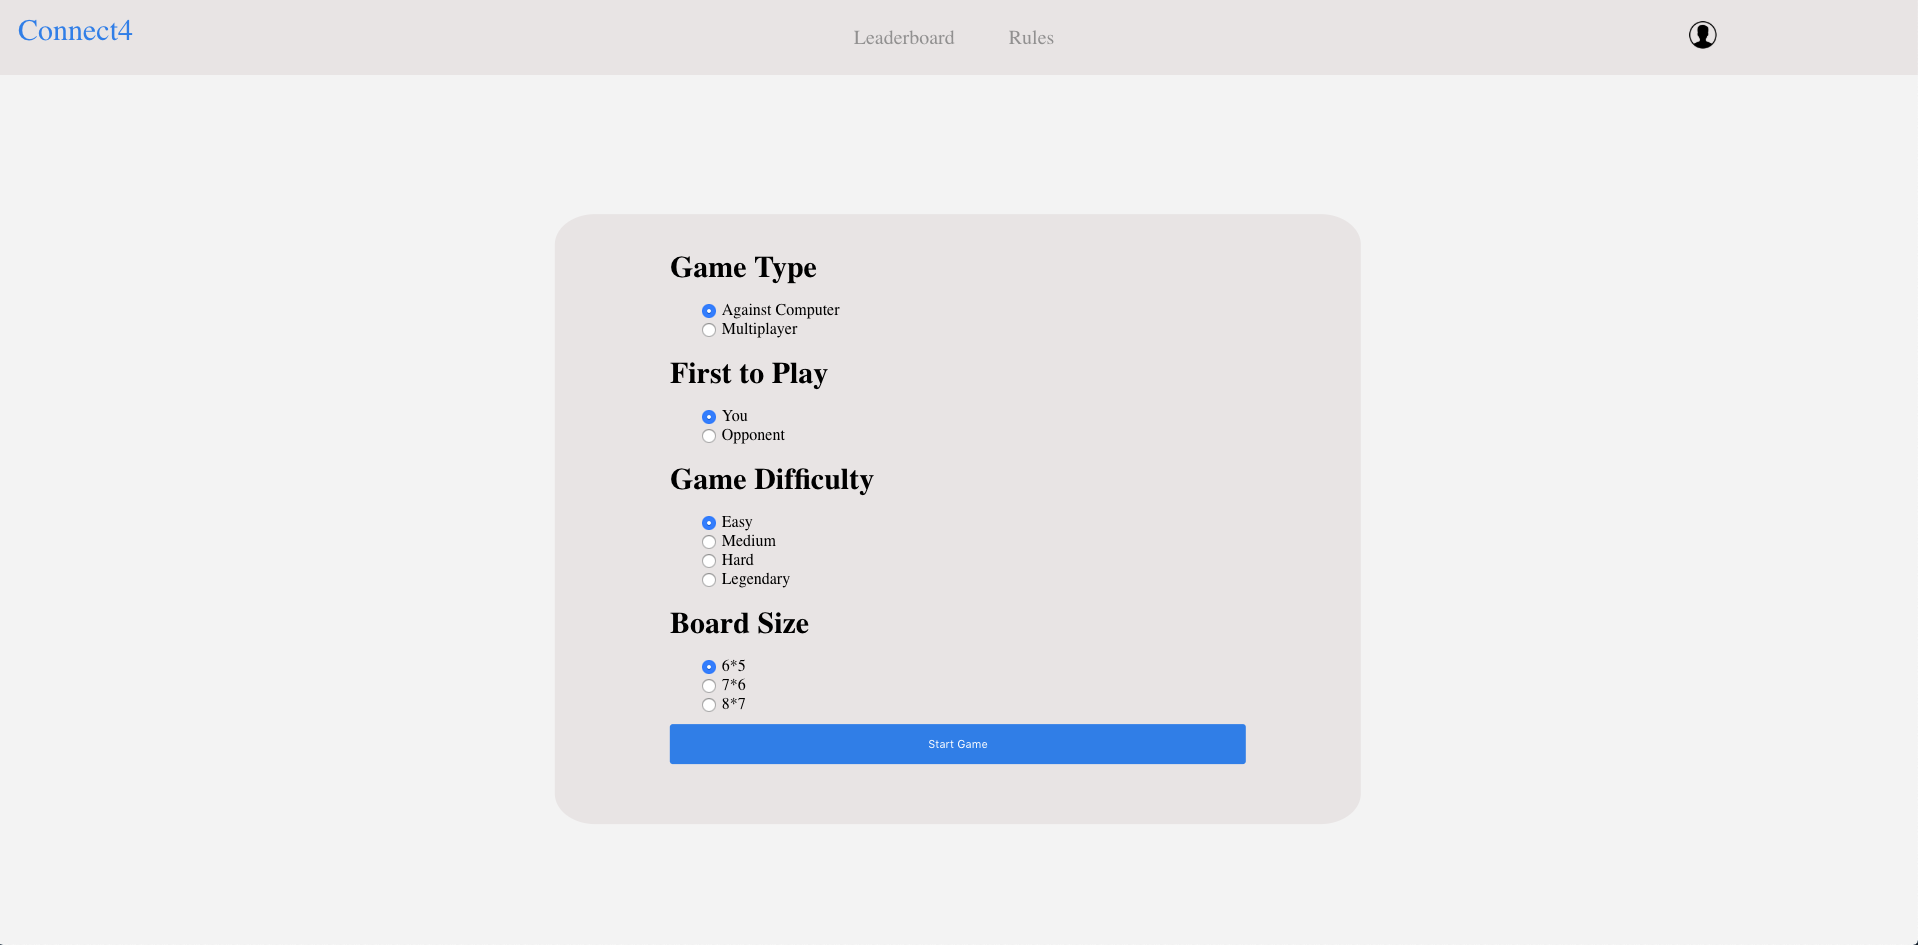 Connect4
Leaderboard Rules
Game Type
Against Computer
Multiplayer
First to Play
You
Opponent
Game Difficulty
Easy
Medium
Hard
Legendary
Board Size
6*5
7*6
8*7
Start Game